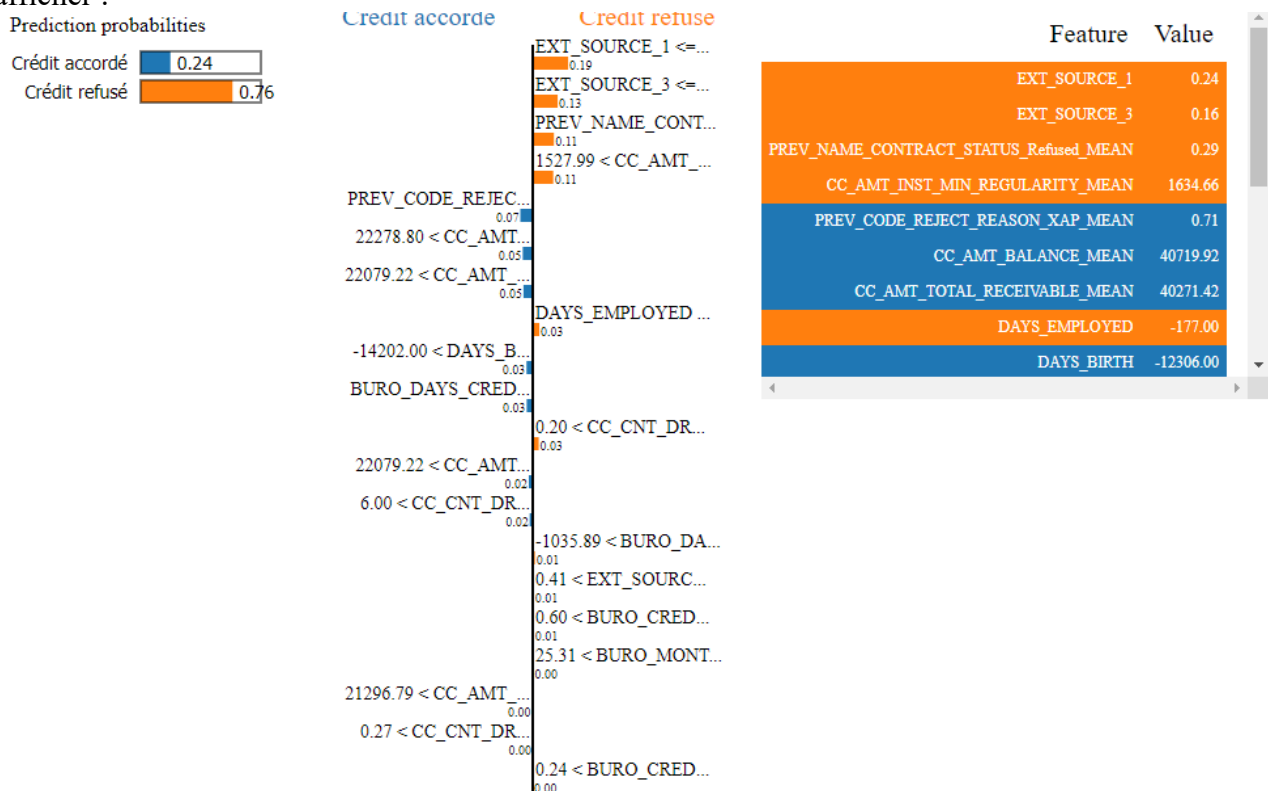 afficher :
Prediction probabilities
Crédit accordé 0.24
Crédit refusé 0.76
Crédit accordé
Crédit refusé
EXT_SOURCE_1 <=...
0.19
EXT_SOURCE_3 <=...
0.13
PREV_NAME_CONT...
0.11
1527.99 < CC_AMT_...
0.11
PREV_CODE_REJEC...
0.07
22278.80 < CC_AMT...
0.05
22079.22 < CC_AMT_...
0.05
DAYS_EMPLOYED ...
0.03
-14202.00 < DAYS_B...
0.03
BURO_DAYS_CRED...
0.03
0.20 < CC_CNT_DR...
0.03
22079.22 < CC_AMT...
0.02
6.00 < CC_CNT_DR...
0.02
-1035.89 < BURO_DA...
0.01
0.41 < EXT_SOURC...
0.01
0.60 < BURO_CRED...
0.01
25.31 < BURO_MONT...
0.00
21296.79 < CC_AMT_...
0.00
0.27 < CC_CNT_DR...
0.00
0.24 < BURO_CRED...
0.00
Feature Value
EXT_SOURCE_1 0.24
EXT_SOURCE_3 0.16
PREV_NAME_CONTRACT_STATUS_Refused_MEAN 0.29
CC_AMT_INST_MIN_REGULARITY_MEAN 1634.66
PREV_CODE_REJECT_REASON_XAP_MEAN 0.71
CC_AMT_BALANCE_MEAN 40719.92
CC_AMT_TOTAL_RECEIVABLE_MEAN 40271.42
DAYS_EMPLOYED -177.00
DAYS_BIRTH -12306.00